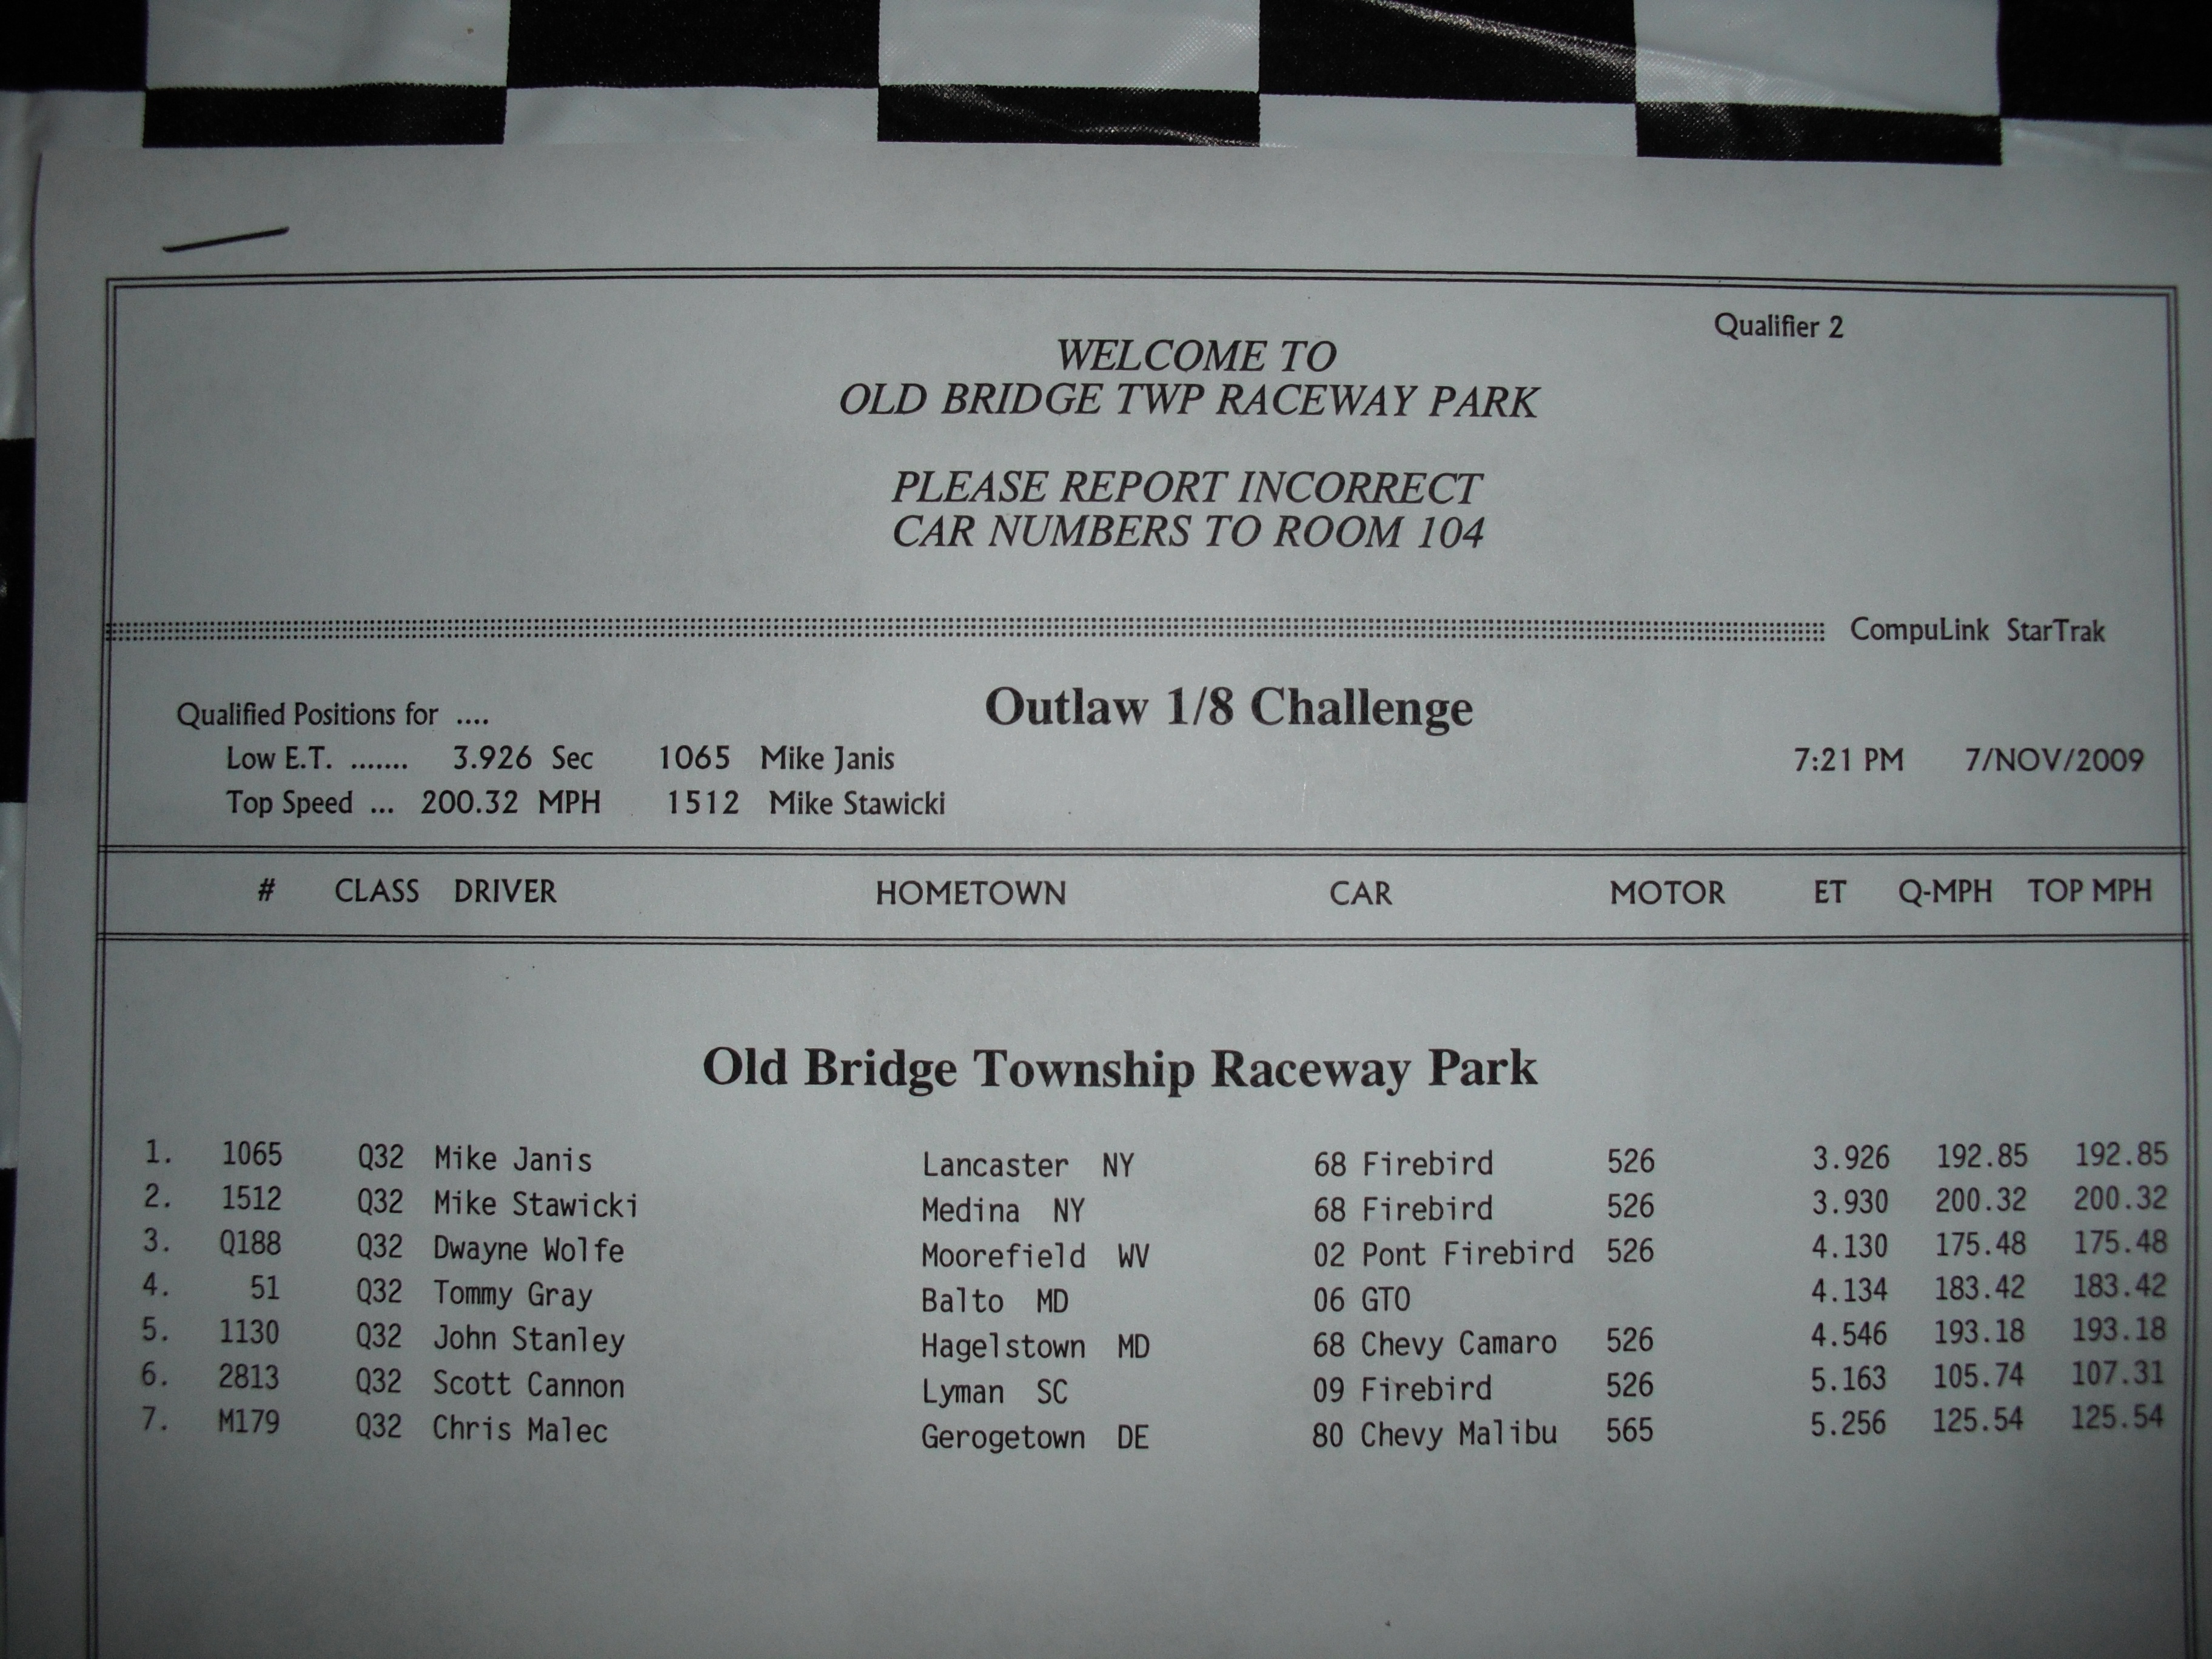 Qualifier 2
WELCOME TO
OLD BRIDGE TWP RACEWAY PARK
PLEASE REPORT INCORRECT
CAR NUMBERS TO ROOM 104
CompuLink StarTrak
Qualified Positions for .... Outlaw 1/8 Challenge
Low E.T. ....... 3.926 Sec 1065 Mike Janis 7:21 PM 7/NOV/2009
Top Speed ... 200.32 MPH 1512 Mike Stawicki
# CLASS DRIVER HOMETOWN CAR MOTOR ET Q-MPH TOP MPH
Old Bridge Township Raceway Park
1. 1065 Q32 Mike Janis Lancaster NY 68 Firebird 526 3.926 192.85 192.85
2. 1512 Q32 Mike Stawicki Medina NY 68 Firebird 526 3.930 200.32 200.32
3. Q188 Q32 Dwayne Wolfe Moorefield WV 02 Pont Firebird 526 4.130 175.48 175.48
4. 51 Q32 Tommy Gray Balto MD 06 GTO 4.134 183.42 183.42
5. 1130 Q32 John Stanley Hagelstown MD 68 Chevy Camaro 526 4.546 193.18 193.18
6. 2813 Q32 Scott Cannon Lyman SC 09 Firebird 526 5.163 105.74 107.31
7. M179 Q32 Chris Malec Gerogetown DE 80 Chevy Malibu 565 5.256 125.54 125.54